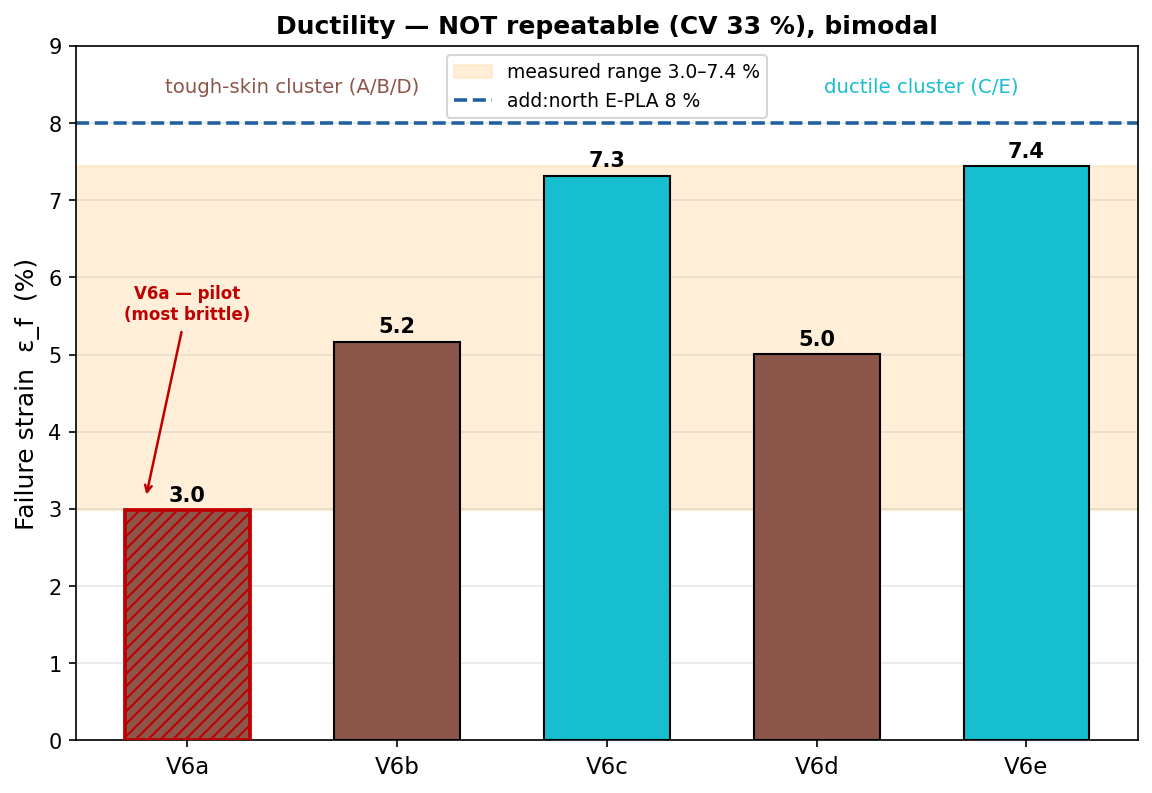 Ductility — NOT repeatable (CV 33 %), bimodal
tough-skin cluster (A/B/D)
measured range 3.0–7.4 %
add:north E-PLA 8 %
ductile cluster (C/E)
Failure strain  ε_f  (%)
9
8
7
6
5
4
3
2
1
0
V6a — pilot
(most brittle)
3.0
5.2
7.3
5.0
7.4
V6a
V6b
V6c
V6d
V6e